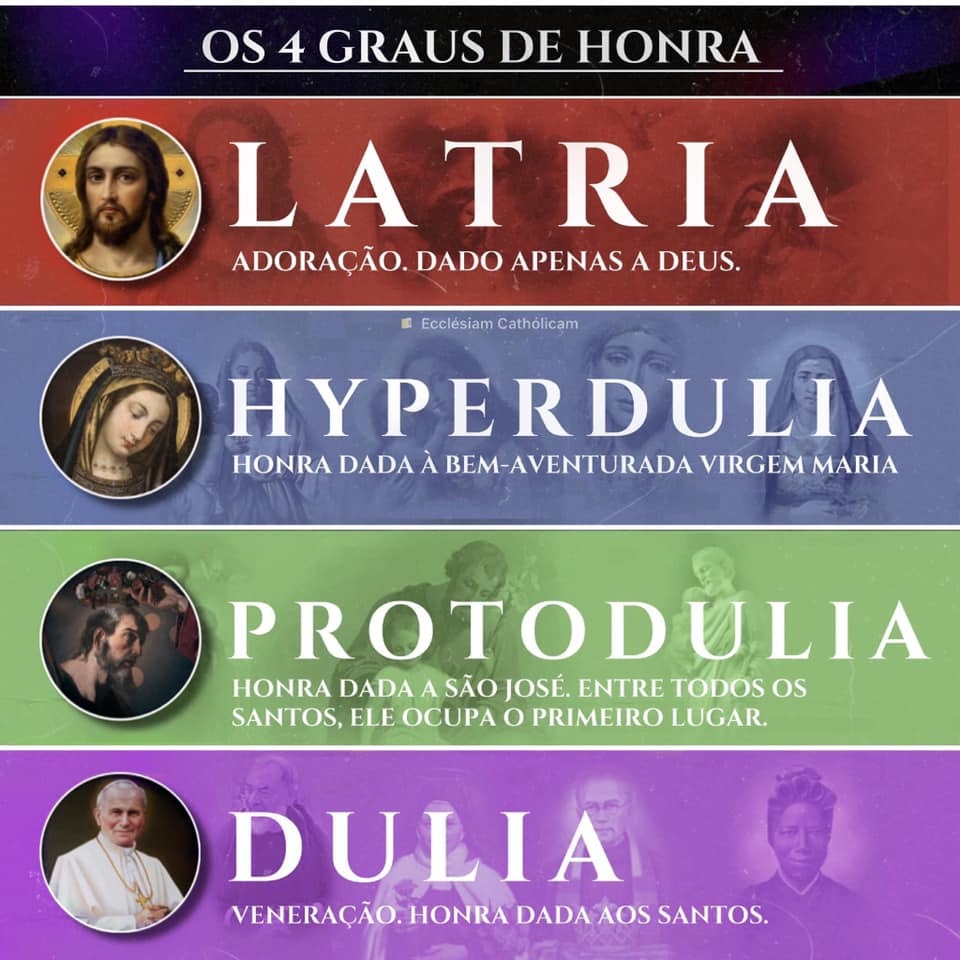 OS 4 GRAUS DE HONRA
LATRIA
ADORAÇÃO. DADO APENAS A DEUS.
Ecclésiam Cathólicam
HYPERDULIA
HONRA DADA À BEM-AVENTURADA VIRGEM MARIA
PROTODULIA
HONRA DADA A SÃO JOSÉ. ENTRE TODOS OS
SANTOS, ELE OCUPA O PRIMEIRO LUGAR.
DULIA
VENERAÇÃO. HONRA DADA AOS SANTOS.